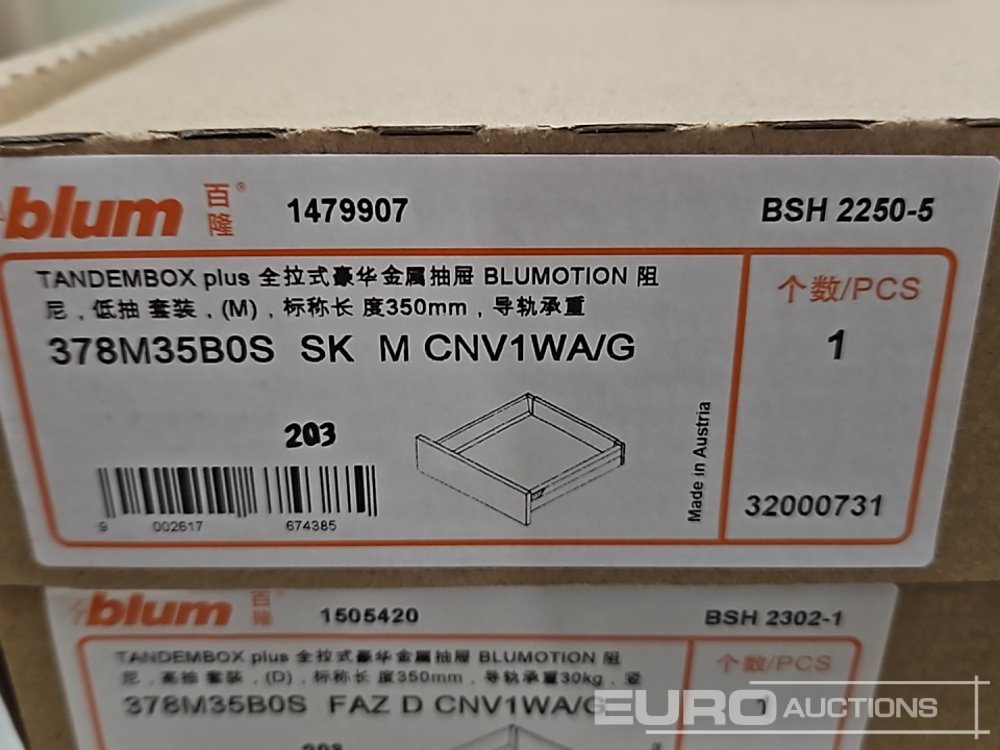 blum 百隆® 1479907 BSH 2250-5
TANDEMBOX plus 全拉式豪华金属抽屉 BLUMOTION 阻
尼，低抽 套装，(M)，标称长 度350mm，导轨承重
个数/PCS
378M35B0S SK M CNV1WA/G
1
203
Made in Austria
9 002617 674385
32000731
blum 百隆 1505420 BSH 2302-1
TANDEMBOX plus 全拉式豪华金属抽屉 BLUMOTION 阻
尼，高抽 套装，(D)，标称长 度350mm，导轨承重30kg，竖
个数/PCS
378M35B0S FAZ D CNV1WA/G
1
203
EURO AUCTIONS